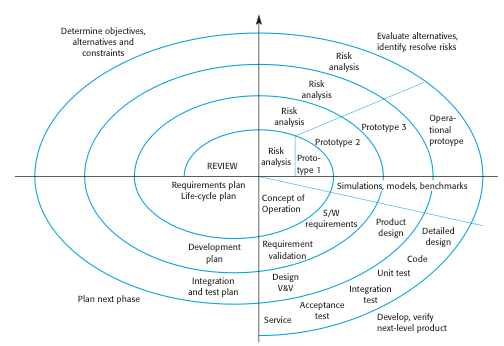 Determine objectives,
alternatives and
constraints
Evaluate alternatives,
identify, resolve risks
Risk
analysis
Risk
analysis
Risk
analysis
Risk
analysis
Proto-
type 1
Prototype 2
Prototype 3
Opera-
tional
protoype
REVIEW
Requirements plan
Life-cycle plan
Simulations, models, benchmarks
Concept of
Operation
S/W
requirements
Product
design
Detailed
design
Development
plan
Requirement
validation
Code
Unit test
Integration
and test plan
Design
V&V
Integration
test
Acceptance
test
Plan next phase
Service
Develop, verify
next-level product